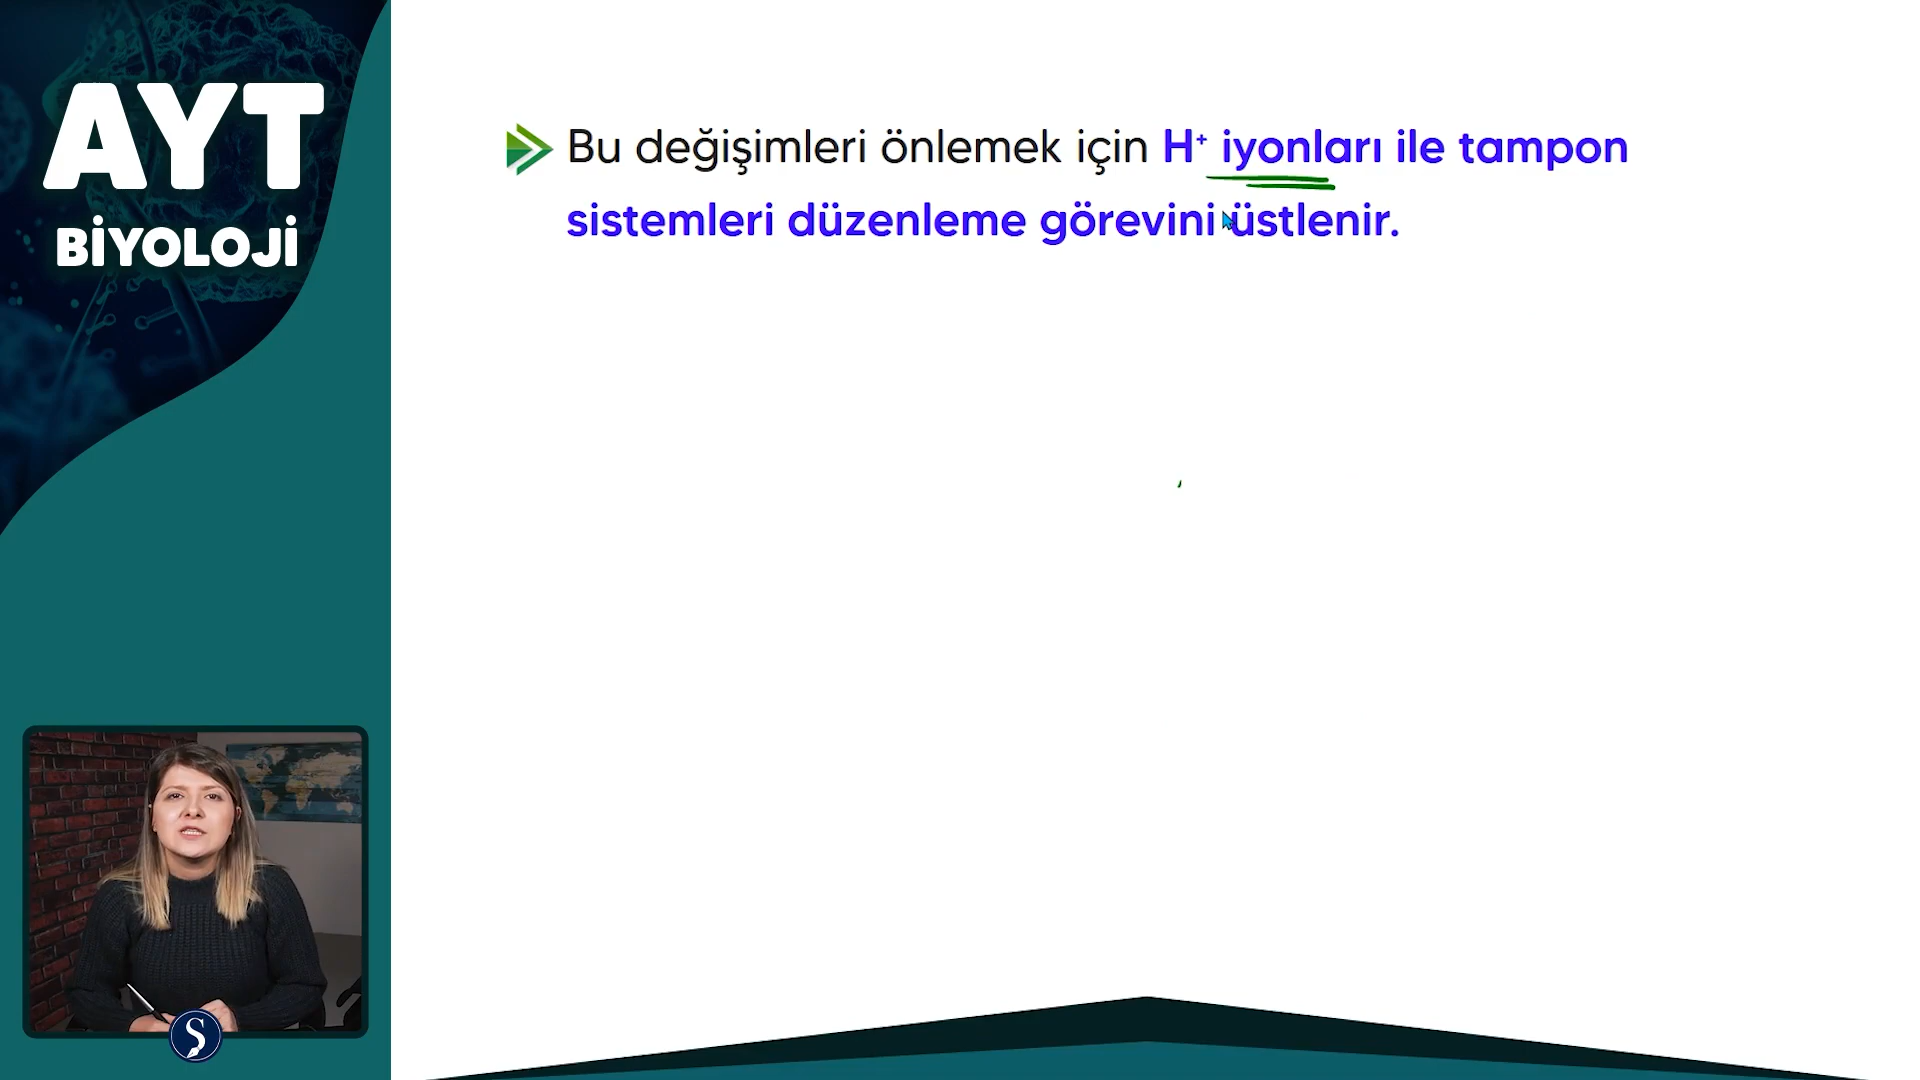 AYT
BİYOLOJİ
Bu değişimleri önlemek için H⁺ iyonları ile tampon
sistemleri düzenleme görevini üstlenir.
Ş